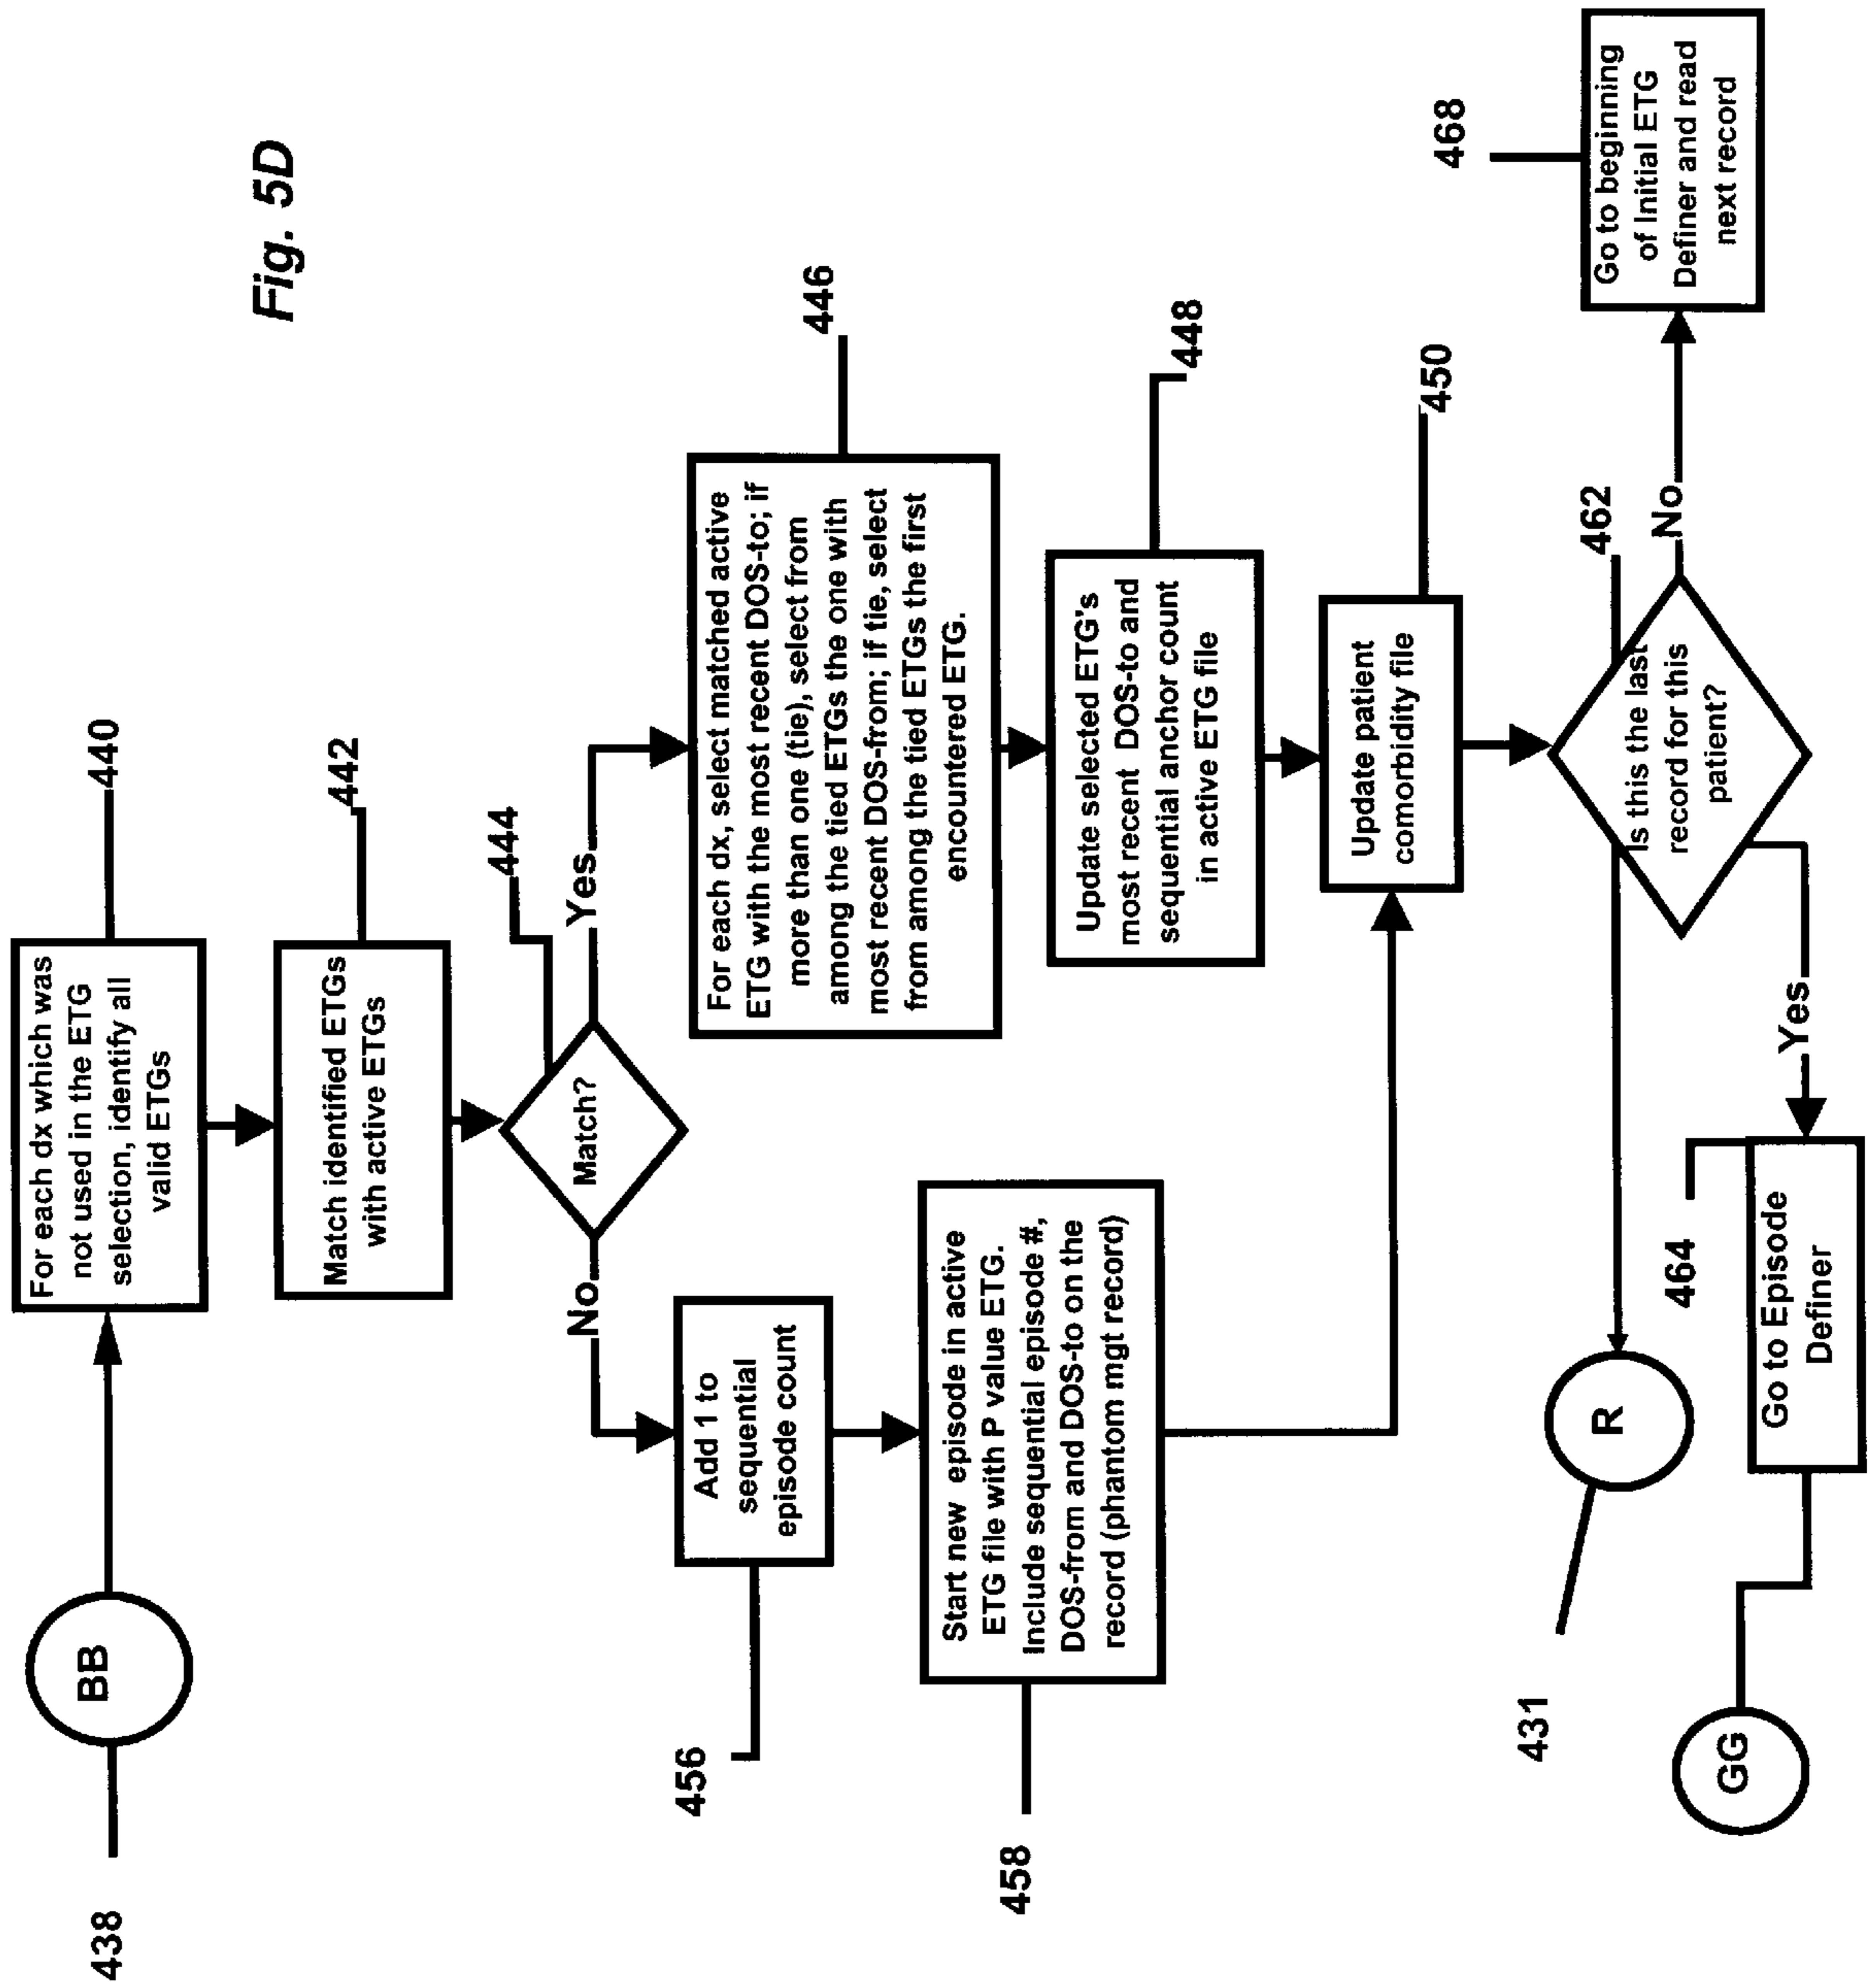 Fig. 5D
438
BB
440
For each dx which was
not used in the ETG
selection, identify all
valid ETGs
442
Match identified ETGs
with active ETGs
444
Match?
No
Yes
446
For each dx, select matched active
ETG with the most recent DOS-to; if
more than one (tie), select from
among the tied ETGs the one with
most recent DOS-from; if tie, select
from among the tied ETGs the first
encountered ETG.
456
Add 1 to
sequential
episode count
448
Update selected ETG's
most recent DOS-to and
sequential anchor count
in active ETG file
458
Start new episode in active
ETG file with P value ETG.
Include sequential episode #,
DOS-from and DOS-to on the
record (phantom mgt record)
450
Update patient
comorbidity file
462
Is this the last
record for this
patient?
No
468
Go to beginning
of Initial ETG
Definer and read
next record
431
R
Yes
464
Go to Episode
Definer
GG